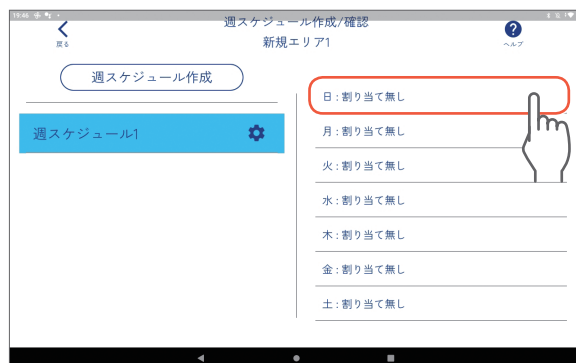 19:46
週スケジュール作成/確認
戻る
新規エリア1
ヘルプ
週スケジュール作成
週スケジュール1
日:割り当て無し
月:割り当て無し
火:割り当て無し
水:割り当て無し
木:割り当て無し
金:割り当て無し
土:割り当て無し